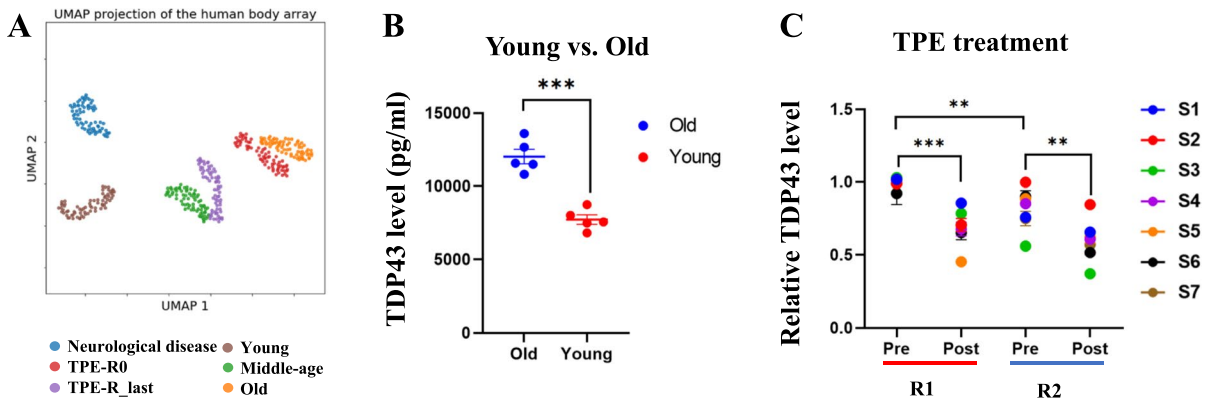 A
UMAP projection of the human body array
UMAP 2
UMAP 1
Neurological disease
TPE-R0
TPE-R_last
Young
Middle-age
Old
B
Young vs. Old
***
TDP43 level (pg/ml)
15000
10000
5000
0
Old
Young
Old
Young
C
TPE treatment
Relative TDP43 level
1.5
1.0
0.5
0.0
**
***
**
Pre
Post
Pre
Post
R1
R2
S1
S2
S3
S4
S5
S6
S7